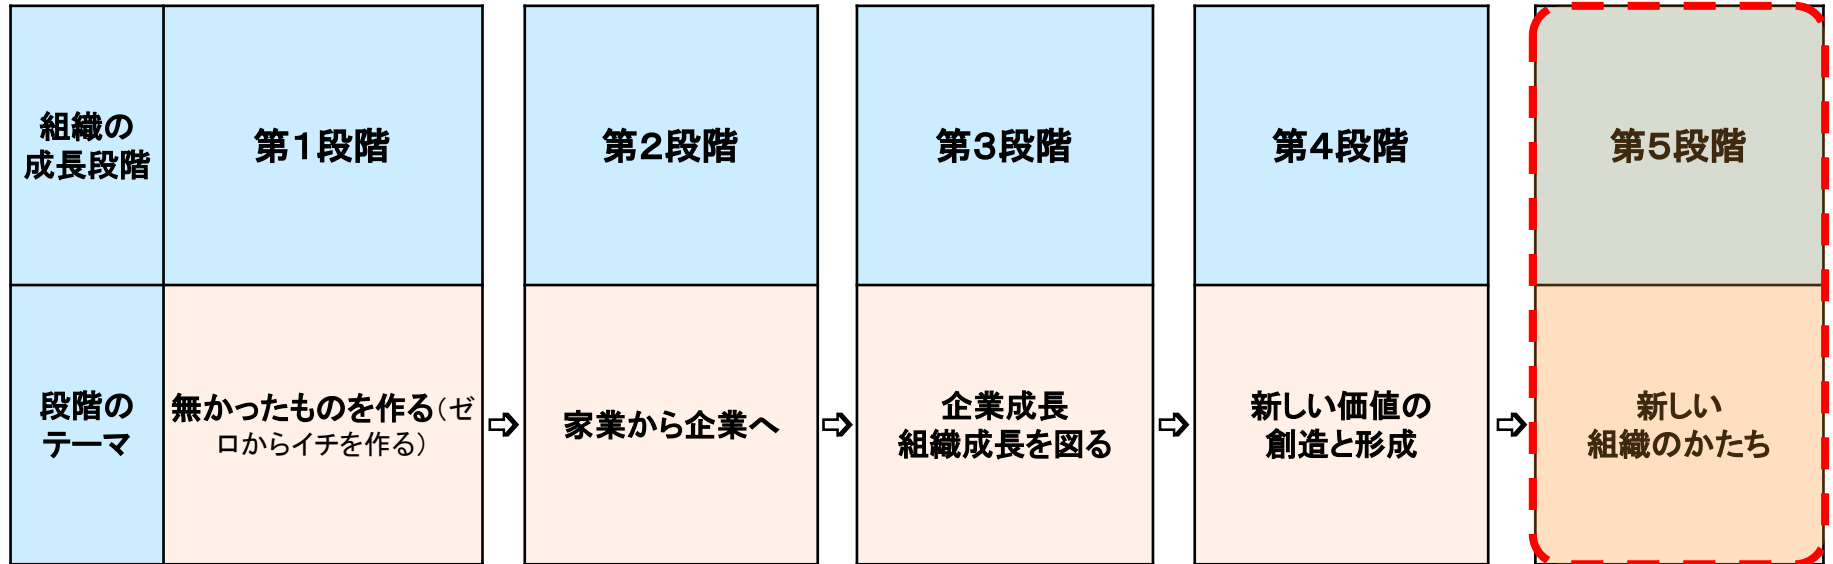 組織の
成長段階
第1段階
第2段階
第3段階
第4段階
第5段階
段階の
テーマ
無かったものを作る（ゼ
ロからイチを作る）
⇨
家業から企業へ
⇨
企業成長
組織成長を図る
⇨
新しい価値の
創造と形成
⇨
新しい
組織のかたち